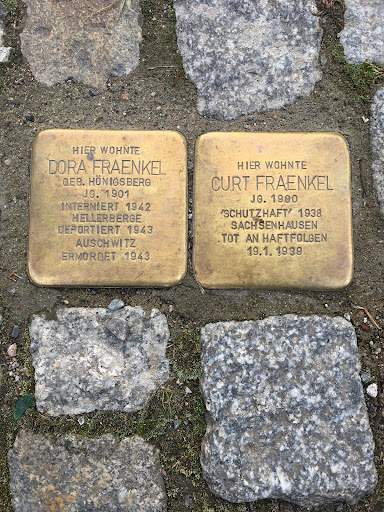 HIER WOHNTE
DORA FRAENKEL
GEB. HÖNIGSBERG
JG. 1901
INTERNIERT 1942
HELLERBERGE
DEPORTIERT 1943
AUSCHWITZ
ERMORDET 1943
HIER WOHNTE
CURT FRAENKEL
JG.
"SCHUTZHAFT" 1938
SACHSENHAUSEN
TOT AN HAFTFOLGEN
19.1.1939